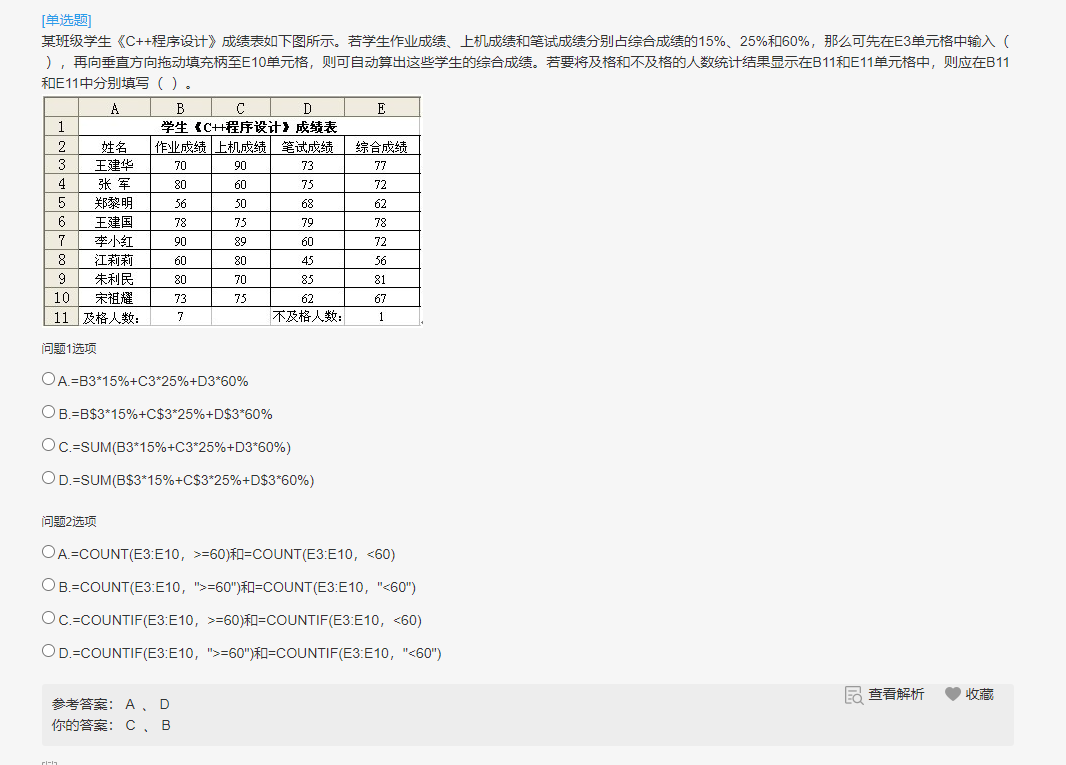 [单选题]
某班级学生《C++程序设计》成绩表如下图所示。若学生作业成绩、上机成绩和笔试成绩分别占综合成绩的15%、25%和60%，那么可先在E3单元格中输入（
），再向垂直方向拖动填充柄至E10单元格，则可自动算出这些学生的综合成绩。若要将及格和不及格的人数统计结果显示在B11和E11单元格中，则应在B11
和E11中分别填写（ ）。
A B C D E
1 学生《C++程序设计》成绩表
2 姓名 作业成绩 上机成绩 笔试成绩 综合成绩
3 王建华 70 90 73 77
4 张 军 80 60 75 72
5 郑黎明 56 50 68 62
6 王建国 78 75 79 78
7 李小红 90 89 60 72
8 江莉莉 60 80 45 56
9 朱利民 80 70 85 81
10 宋祖耀 73 75 62 67
11 及格人数： 7 不及格人数： 1
问题1选项
A.=B3*15%+C3*25%+D3*60%
B.=B$3*15%+C$3*25%+D$3*60%
C.=SUM(B3*15%+C3*25%+D3*60%)
D.=SUM(B$3*15%+C$3*25%+D$3*60%)
问题2选项
A.=COUNT(E3:E10，>=60)和=COUNT(E3:E10，<60)
B.=COUNT(E3:E10，">=60")和=COUNT(E3:E10，"<60")
C.=COUNTIF(E3:E10，>=60)和=COUNTIF(E3:E10，<60)
D.=COUNTIF(E3:E10，">=60")和=COUNTIF(E3:E10，"<60")
查看解析 收藏
参考答案： A 、 D
你的答案： C 、 B